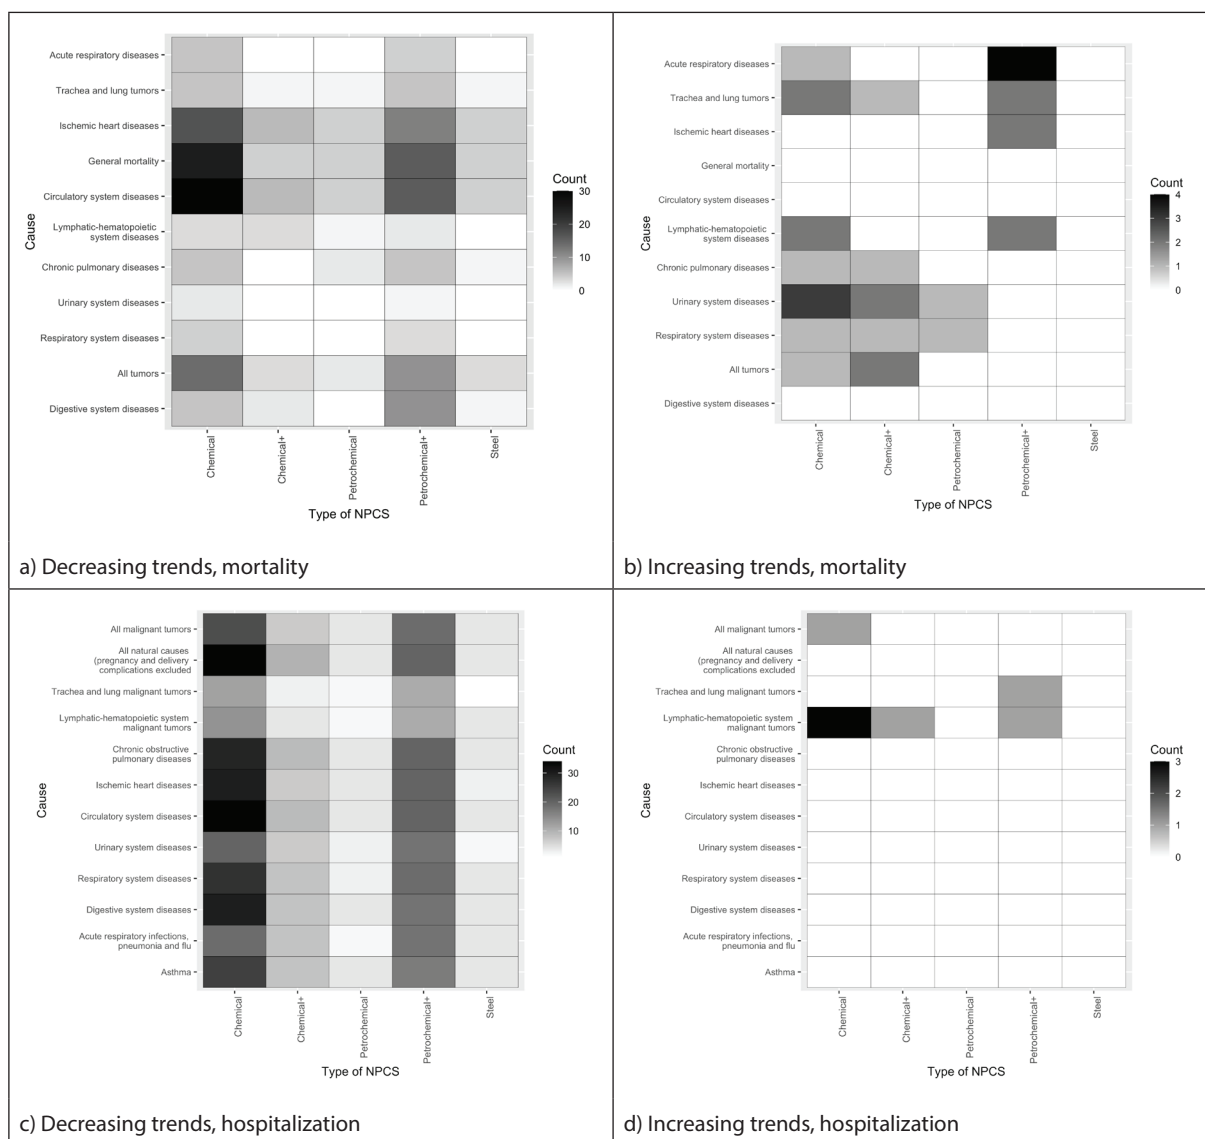 Acute respiratory diseases
Trachea and lung tumors
Ischemic heart diseases
General mortality
Circulatory system diseases
Lymphatic-hematopoietic
system diseases
Chronic pulmonary diseases
Urinary system diseases
Respiratory system diseases
All tumors
Digestive system diseases
Cause
Chemical
Chemical+
Petrochemical
Petrochemical+
Steel
Type of NPCS
Count
30
20
10
0
a) Decreasing trends, mortality
Acute respiratory diseases
Trachea and lung tumors
Ischemic heart diseases
General mortality
Circulatory system diseases
Lymphatic-hematopoietic
system diseases
Chronic pulmonary diseases
Urinary system diseases
Respiratory system diseases
All tumors
Digestive system diseases
Cause
Chemical
Chemical+
Petrochemical
Petrochemical+
Steel
Type of NPCS
Count
4
3
2
1
0
b) Increasing trends, mortality
All malignant tumors
All natural causes
(pregnancy and delivery
complications excluded
Trachea and lung malignant tumors
Lymphatic-hematopoietic system
malignant tumors
Chronic obstructive
pulmonary diseases
Ischemic heart diseases
Circulatory system diseases
Urinary system diseases
Respiratory system diseases
Digestive system diseases
Acute respiratory infections,
pneumonia and flu
Asthma
Cause
Chemical
Chemical+
Petrochemical
Petrochemical+
Steel
Type of NPCS
Count
30
20
10
c) Decreasing trends, hospitalization
All malignant tumors
All natural causes
(pregnancy and delivery
complications excluded
Trachea and lung malignant tumors
Lymphatic-hematopoietic system
malignant tumors
Chronic obstructive
pulmonary diseases
Ischemic heart diseases
Circulatory system diseases
Urinary system diseases
Respiratory system diseases
Digestive system diseases
Acute respiratory infections,
pneumonia and flu
Asthma
Cause
Chemical
Chemical+
Petrochemical
Petrochemical+
Steel
Type of NPCS
Count
3
2
1
0
d) Increasing trends, hospitalization